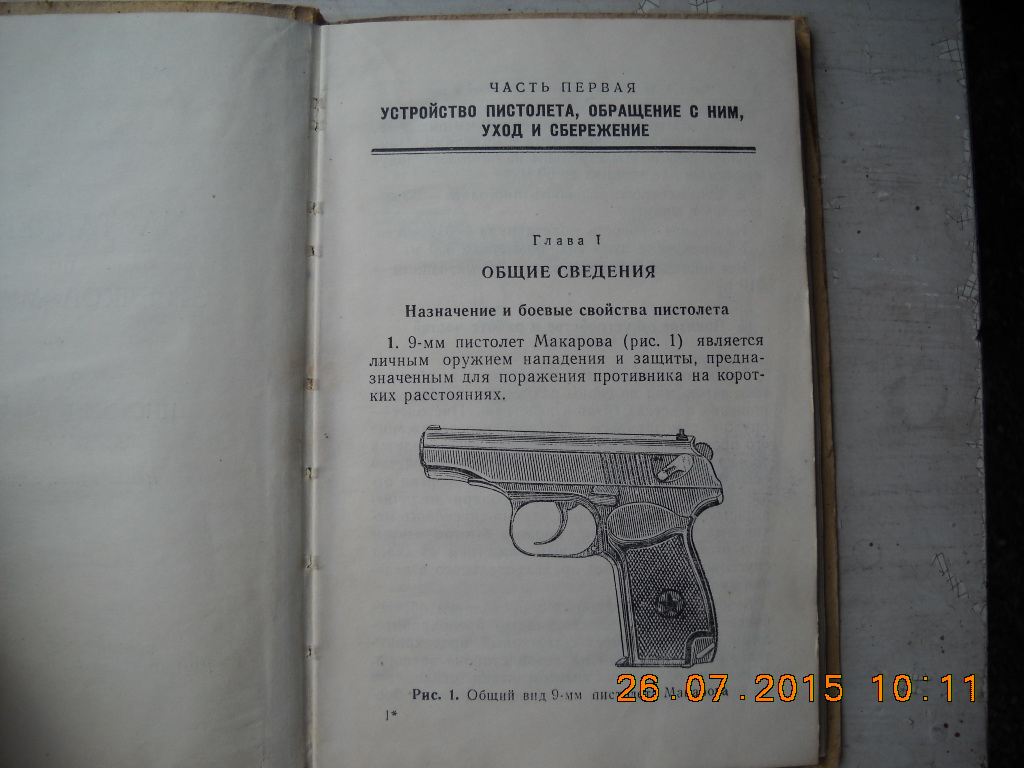 ЧАСТЬ ПЕРВАЯ
УСТРОЙСТВО ПИСТОЛЕТА, ОБРАЩЕНИЕ С НИМ,
УХОД И СБЕРЕЖЕНИЕ
Глава I
ОБЩИЕ СВЕДЕНИЯ
Назначение и боевые свойства пистолета
1. 9-мм пистолет Макарова (рис. 1) является
личным оружием нападения и защиты, предна-
значенным для поражения противника на корот-
ких расстояниях.
Рис. 1. Общий вид 9-мм пистолета Макарова
1*
26.07.2015 10:11